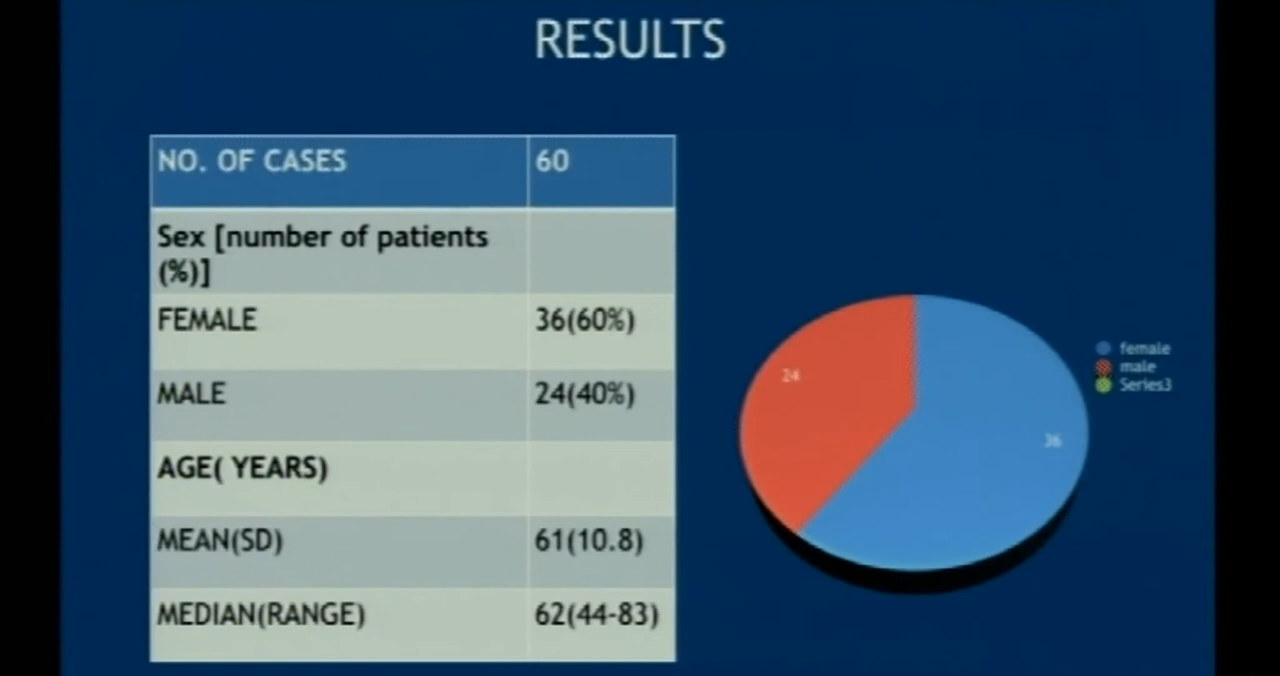 RESULTS
NO. OF CASES 60
Sex [number of patients
(%)]
FEMALE 36(60%)
MALE 24(40%)
AGE( YEARS)
MEAN(SD) 61(10.8)
MEDIAN(RANGE) 62(44-83)
24
36
female
male
Series3